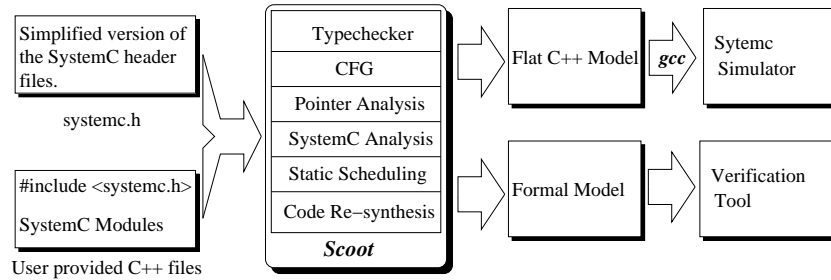 Simplified version of
the SystemC header
files.
systemc.h
#include <systemc.h>
SystemC Modules
User provided C++ files
Typechecker
CFG
Pointer Analysis
SystemC Analysis
Static Scheduling
Code Re−synthesis
Scoot
Flat C++ Model
gcc
Sytemc
Simulator
Formal Model
Verification
Tool